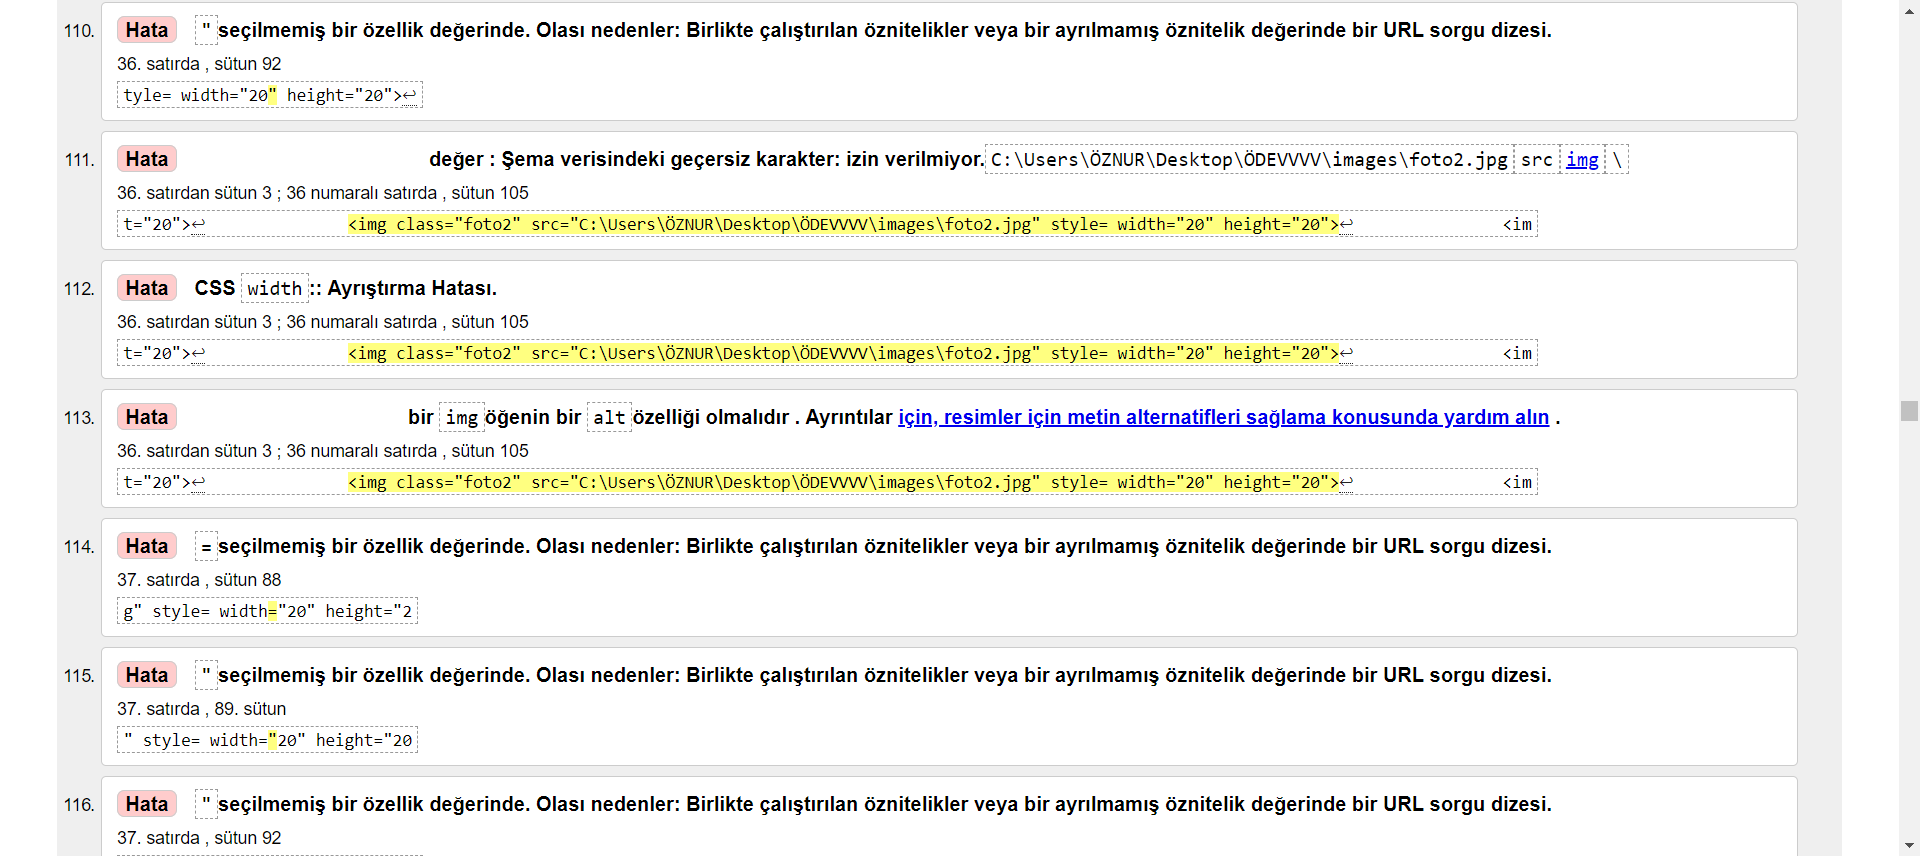 110. Hata " seçilmemiş bir özellik değerinde. Olası nedenler: Birlikte çalıştırılan öznitelikler veya bir ayrılmamış öznitelik değerinde bir URL sorgu dizesi.
36. satırda , sütun 92
tyle= width="20" height="20">↩
111. Hata değer : Şema verisindeki geçersiz karakter: izin verilmiyor. C:\Users\ÖZNUR\Desktop\ÖDEVVVV\images\foto2.jpg src img \
36. satırdan sütun 3 ; 36 numaralı satırda , sütun 105
t="20">↩ <img class="foto2" src="C:\Users\ÖZNUR\Desktop\ÖDEVVVV\images\foto2.jpg" style= width="20" height="20">↩ <im
112. Hata CSS width :: Ayrıştırma Hatası.
36. satırdan sütun 3 ; 36 numaralı satırda , sütun 105
t="20">↩ <img class="foto2" src="C:\Users\ÖZNUR\Desktop\ÖDEVVVV\images\foto2.jpg" style= width="20" height="20">↩ <im
113. Hata bir img öğenin bir alt özelliği olmalıdır . Ayrıntılar için, resimler için metin alternatifleri sağlama konusunda yardım alın .
36. satırdan sütun 3 ; 36 numaralı satırda , sütun 105
t="20">↩ <img class="foto2" src="C:\Users\ÖZNUR\Desktop\ÖDEVVVV\images\foto2.jpg" style= width="20" height="20">↩ <im
114. Hata = seçilmemiş bir özellik değerinde. Olası nedenler: Birlikte çalıştırılan öznitelikler veya bir ayrılmamış öznitelik değerinde bir URL sorgu dizesi.
37. satırda , sütun 88
g" style= width="20" height="2
115. Hata " seçilmemiş bir özellik değerinde. Olası nedenler: Birlikte çalıştırılan öznitelikler veya bir ayrılmamış öznitelik değerinde bir URL sorgu dizesi.
37. satırda , 89. sütun
" style= width="20" height="20
116. Hata " seçilmemiş bir özellik değerinde. Olası nedenler: Birlikte çalıştırılan öznitelikler veya bir ayrılmamış öznitelik değerinde bir URL sorgu dizesi.
37. satırda , sütun 92